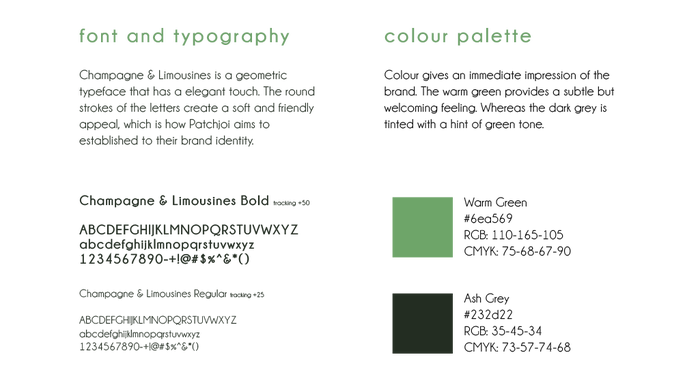 font and typography
Champagne & Limousines is a geometric
typeface that has a elegant touch. The round
strokes of the letters create a soft and friendly
appeal, which is how Patchjoi aims to
established to their brand identity.
Champagne & Limousines Bold tracking +50
ABCDEFGHIJKLMNOPQRSTUVWXYZ
abcdefghijklmnopqrstuvwxyz
1234567890-+!@#$%^&*()
Champagne & Limousines Regular tracking +25
ABCDEFGHIJKLMNOPQRSTUVWXYZ
abcdefghijklmnopqrstuvwxyz
1234567890-+!@#$%^&*()
colour palette
Colour gives an immediate impression of the
brand. The warm green provides a subtle but
welcoming feeling. Whereas the dark grey is
tinted with a hint of green tone.
Warm Green
#6ea569
RGB: 110-165-105
CMYK: 75-68-67-90
Ash Grey
#232d22
RGB: 35-45-34
CMYK: 73-57-74-68